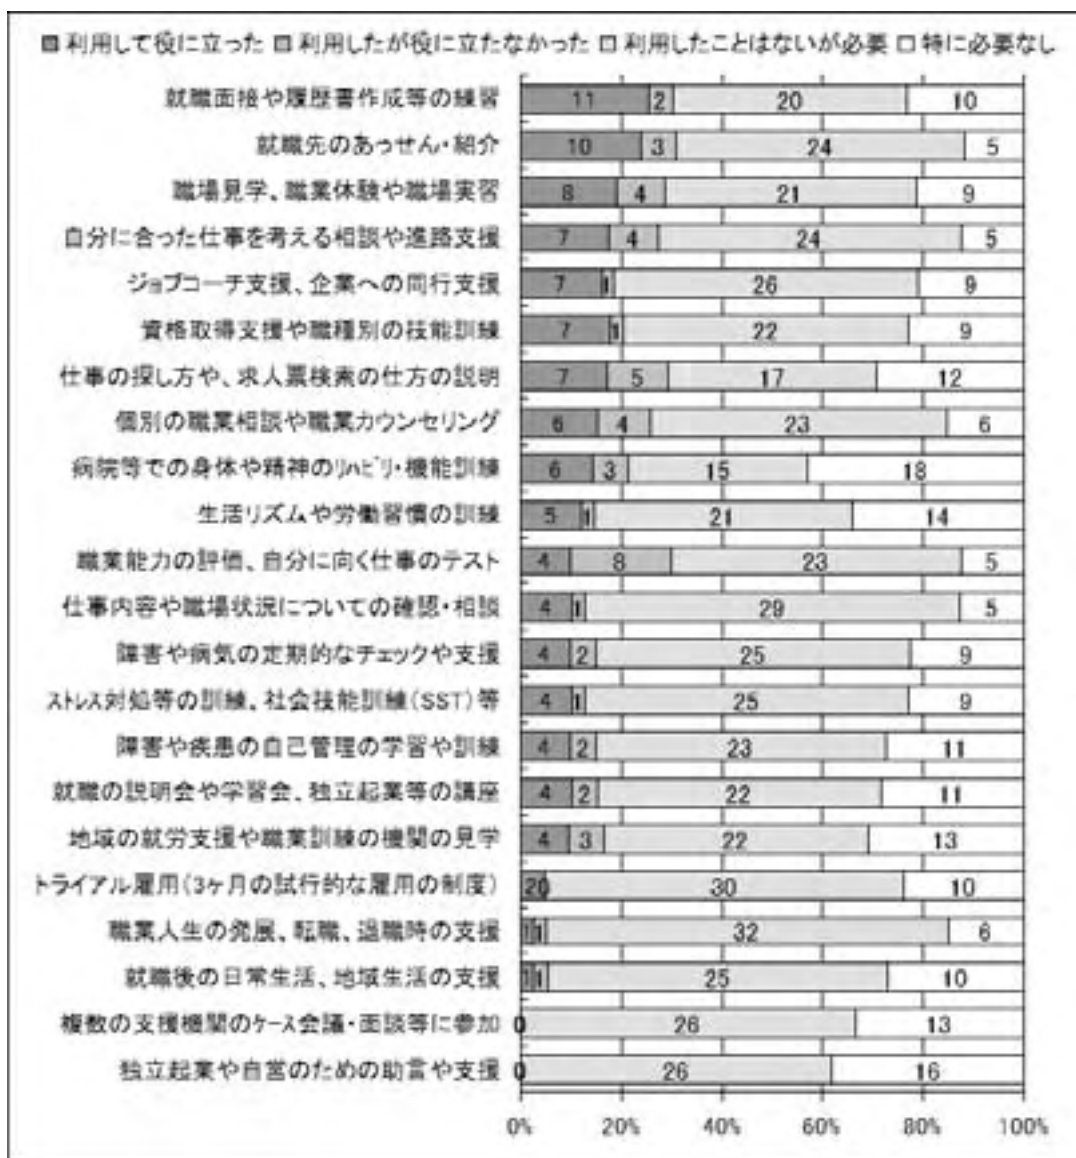 ■利用して役に立った ■利用したが役に立たなかった □利用したことはないが必要 □特に必要なし
就職面接や履歴書作成等の練習 11 2 20 10
就職先のあっせん・紹介 10 3 24 5
職場見学、職業体験や職場実習 8 4 21 9
自分に合った仕事を考える相談や進路支援 7 4 24 5
ジョブコーチ支援、企業への同行支援 7 1 26 9
資格取得支援や職種別の技能訓練 7 1 22 9
仕事の探し方や、求人票検索の仕方の説明 7 5 17 12
個別の職業相談や職業カウンセリング 6 4 23 6
病院等での身体や精神のリハビリ・機能訓練 6 3 15 18
生活リズムや労働習慣の訓練 5 1 21 14
職業能力の評価、自分に向く仕事のテスト 4 8 23 5
仕事内容や職場状況についての確認・相談 4 1 29 5
障害や病気の定期的なチェックや支援 4 2 25 9
ストレス対処等の訓練、社会技能訓練(SST)等 4 1 25 9
障害や疾患の自己管理の学習や訓練 4 2 23 11
就職の説明会や学習会、独立起業等の講座 4 2 22 11
地域の就労支援や職業訓練の機関の見学 4 3 22 13
トライアル雇用(3ヶ月の試行的な雇用の制度) 2 0 30 10
職業人生の発展、転職、退職時の支援 1 1 32 6
就職後の日常生活、地域生活の支援 1 1 25 10
複数の支援機関のケース会議・面談等に参加 0 26 13
独立起業や自営のための助言や支援 0 26 16
0% 20% 40% 60% 80% 100%